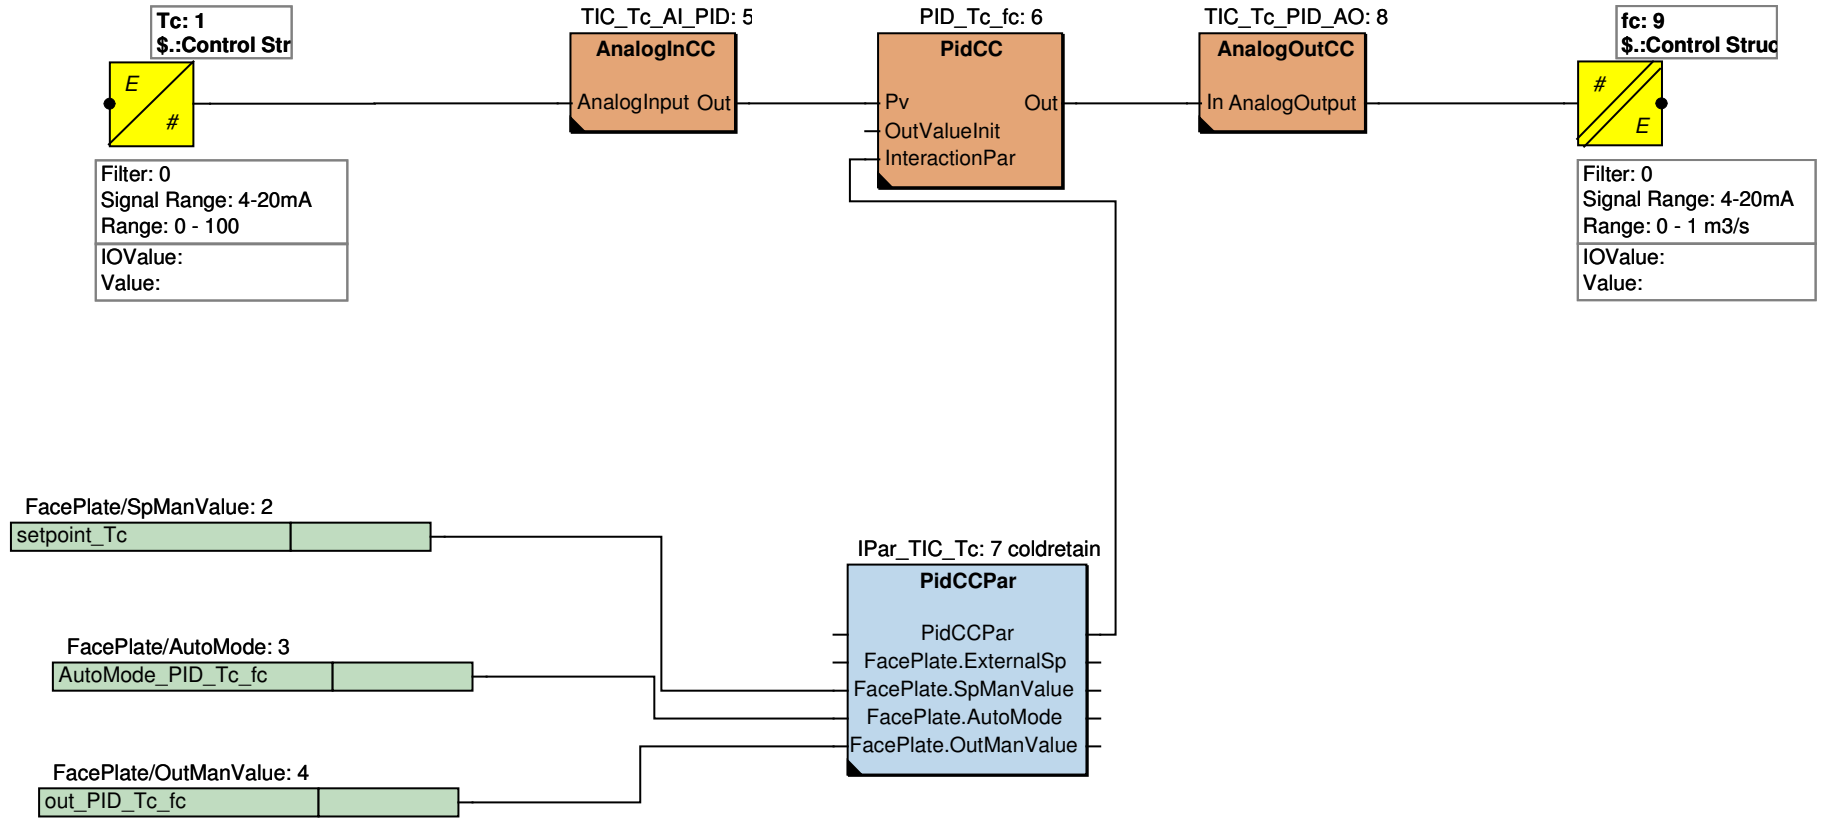 Tc: 1
$.:Control Str
E
#
Filter: 0
Signal Range: 4-20mA
Range: 0 - 100
IOValue:
Value:
TIC_Tc_AI_PID: 5
AnalogInCC
AnalogInput Out
PID_Tc_fc: 6
PidCC
Pv Out
OutValueInit
InteractionPar
TIC_Tc_PID_AO: 8
AnalogOutCC
In AnalogOutput
fc: 9
$.:Control Struc
#
E
Filter: 0
Signal Range: 4-20mA
Range: 0 - 1 m3/s
IOValue:
Value:
FacePlate/SpManValue: 2
setpoint_Tc
FacePlate/AutoMode: 3
AutoMode_PID_Tc_fc
FacePlate/OutManValue: 4
out_PID_Tc_fc
IPar_TIC_Tc: 7 coldretain
PidCCPar
PidCCPar
FacePlate.ExternalSp
FacePlate.SpManValue
FacePlate.AutoMode
FacePlate.OutManValue